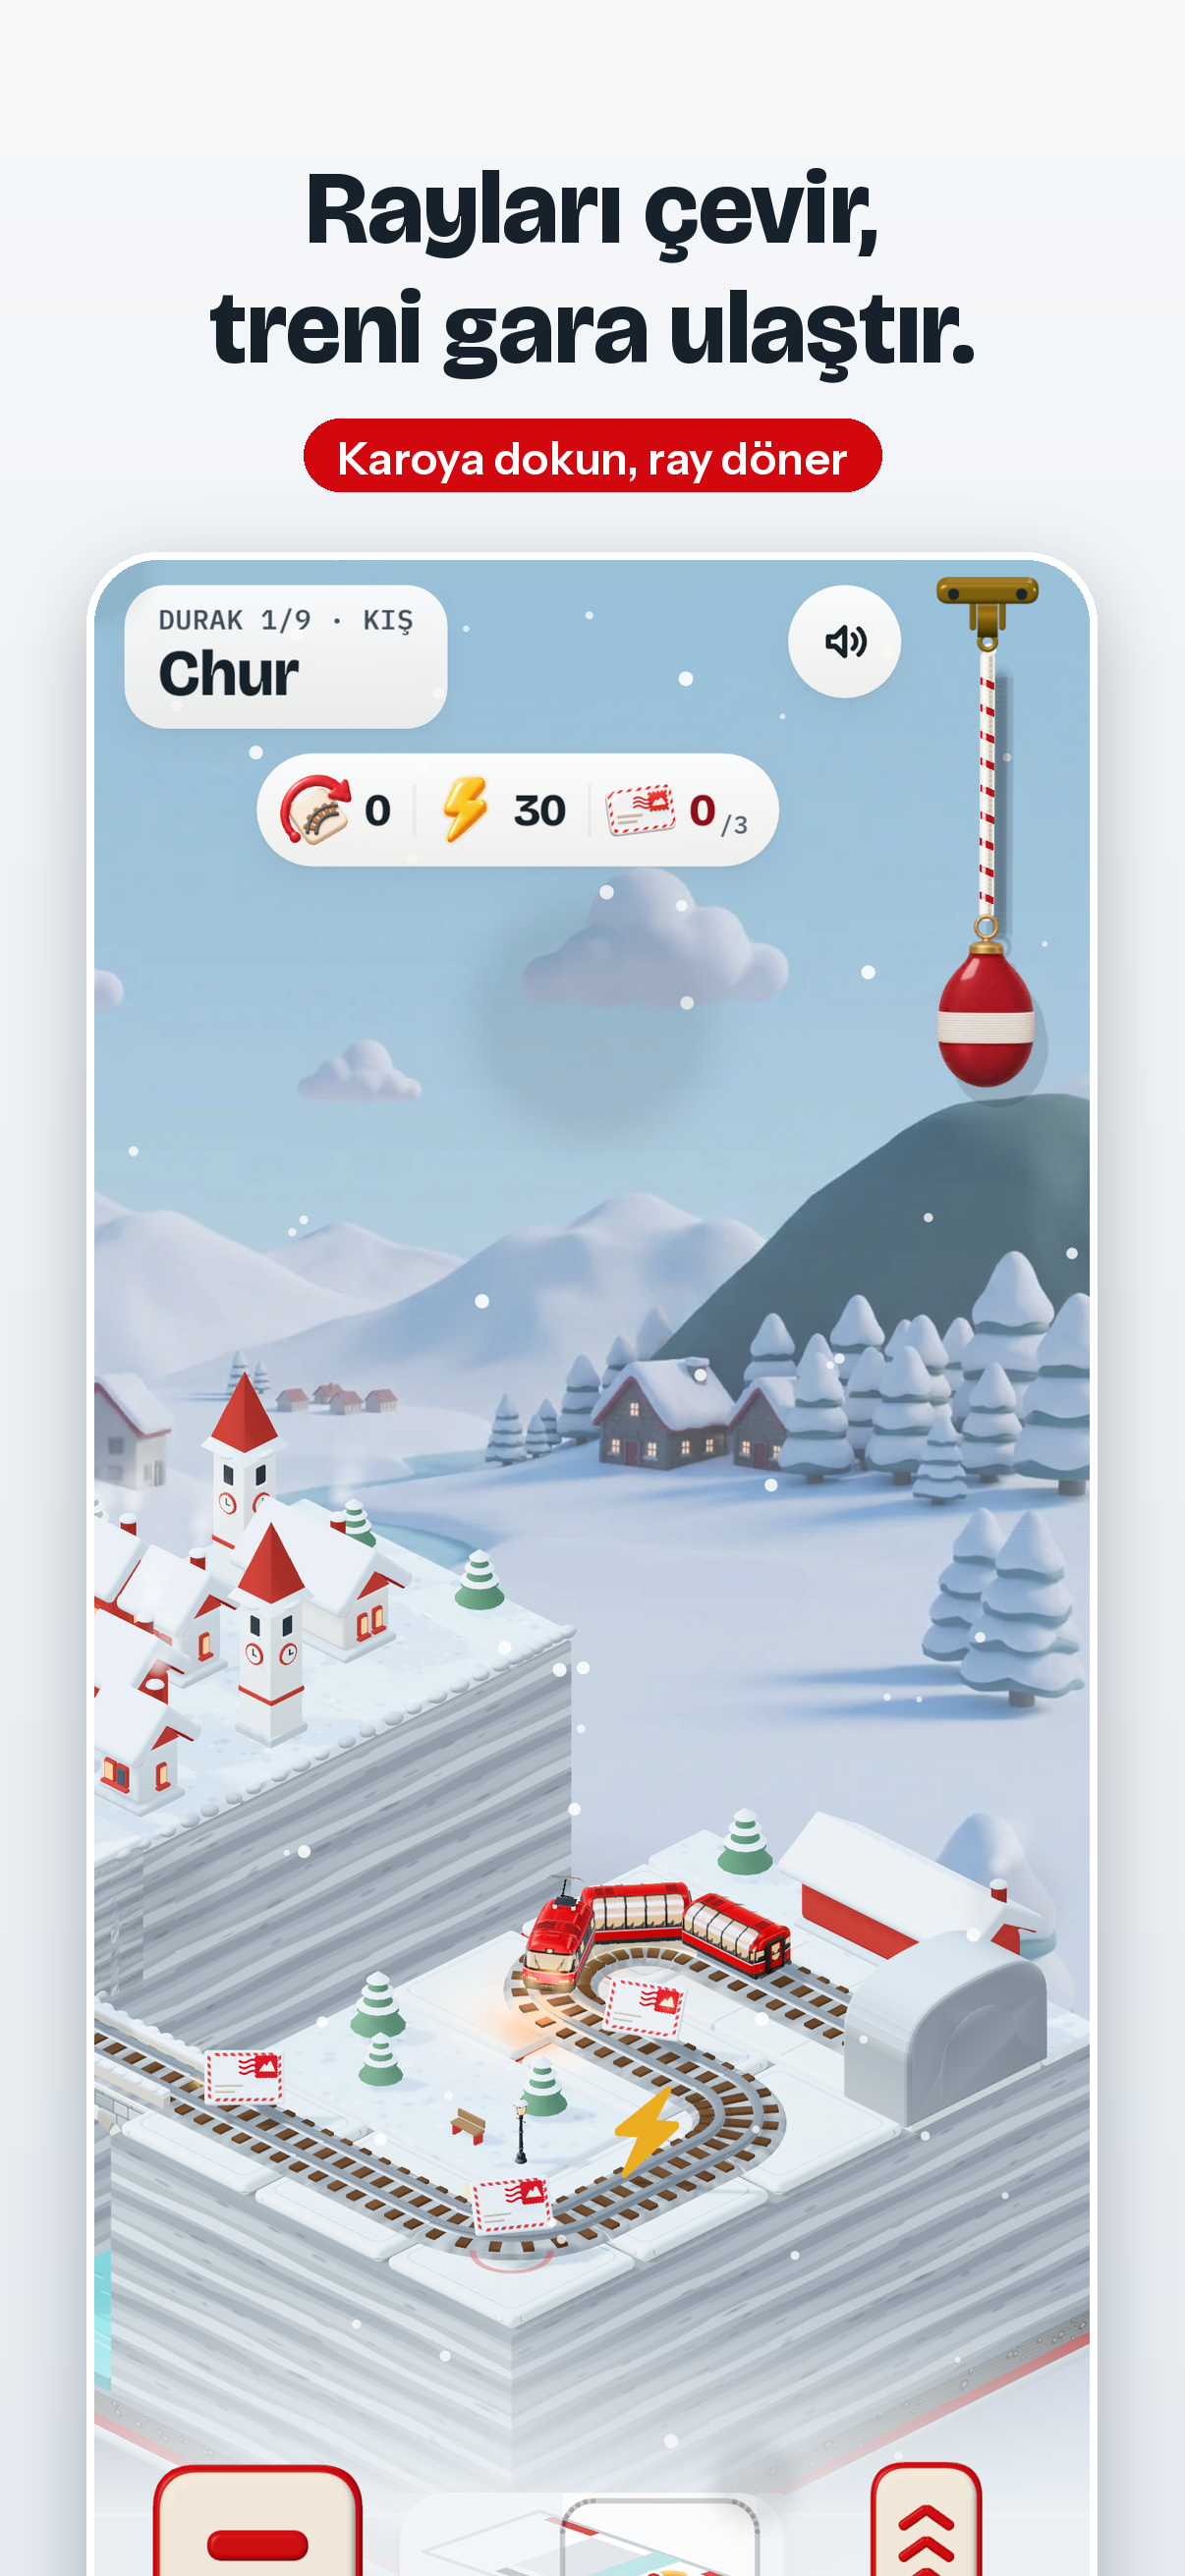 Rayları çevir,
treni gara ulaştır.
Karoya dokun, ray döner
DURAK 1/9 · KIŞ
Chur
0 30 0/3